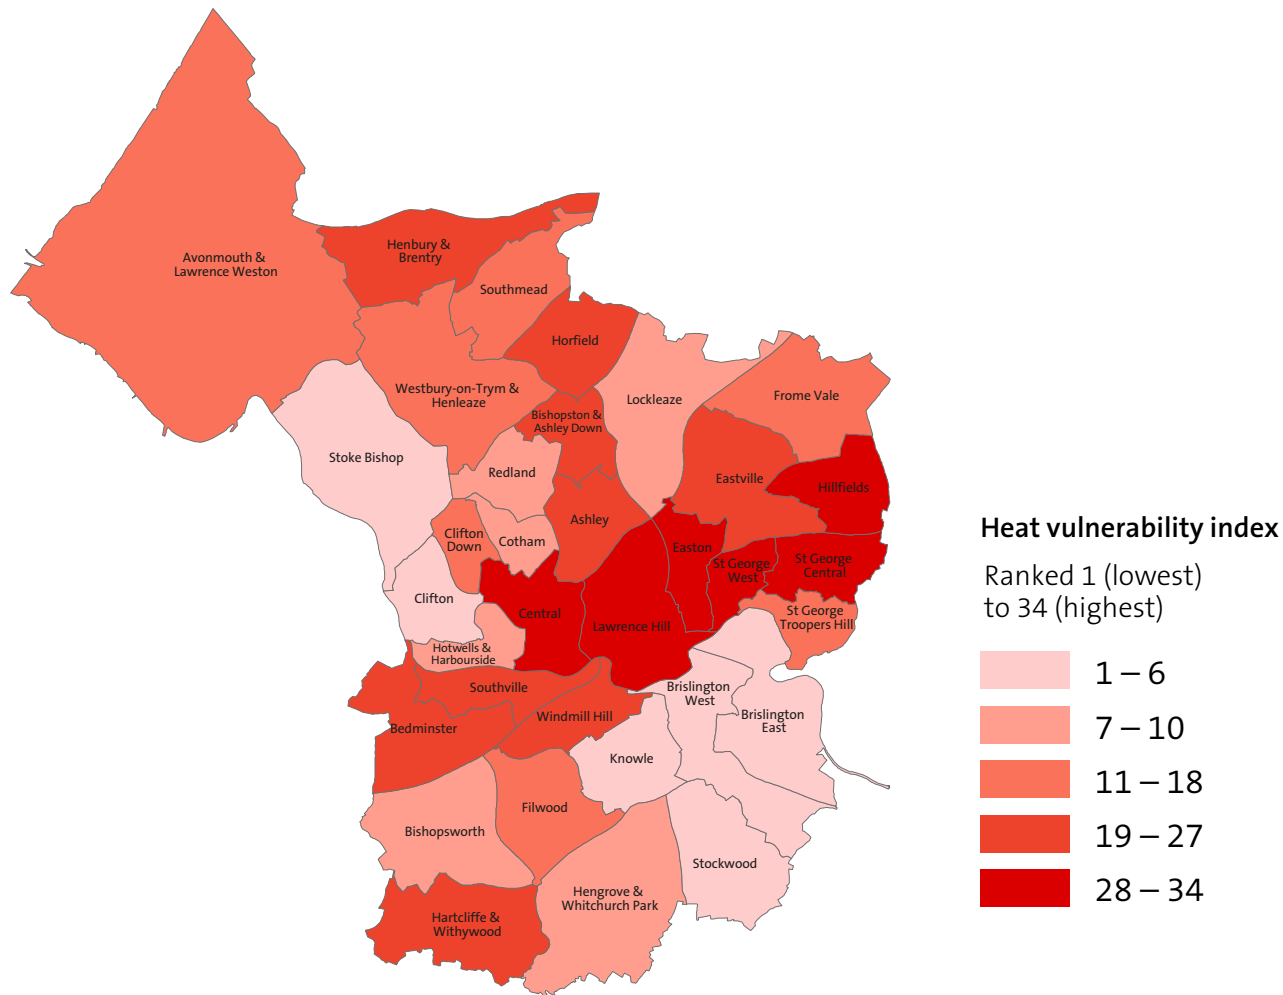 Henbury &
Brentry
Avonmouth &
Lawrence Weston
Southmead
Horfield
Westbury-on-Trym &
Henleaze
Lockleaze
Frome Vale
Bishopston &
Ashley Down
Stoke Bishop
Redland
Eastville
Hillfields
Ashley
Clifton
Down
Cotham
Easton
St George
West
St George
Central
Clifton
Central
Lawrence Hill
St George
Troopers Hill
Hotwells &
Harbourside
Southville
Brislington
West
Bedminster
Windmill Hill
Brislington
East
Knowle
Filwood
Bishopsworth
Stockwood
Hengrove &
Whitchurch Park
Hartcliffe &
Withywood
Heat vulnerability index
Ranked 1 (lowest)
to 34 (highest)
1 – 6
7 – 10
11 – 18
19 – 27
28 – 34